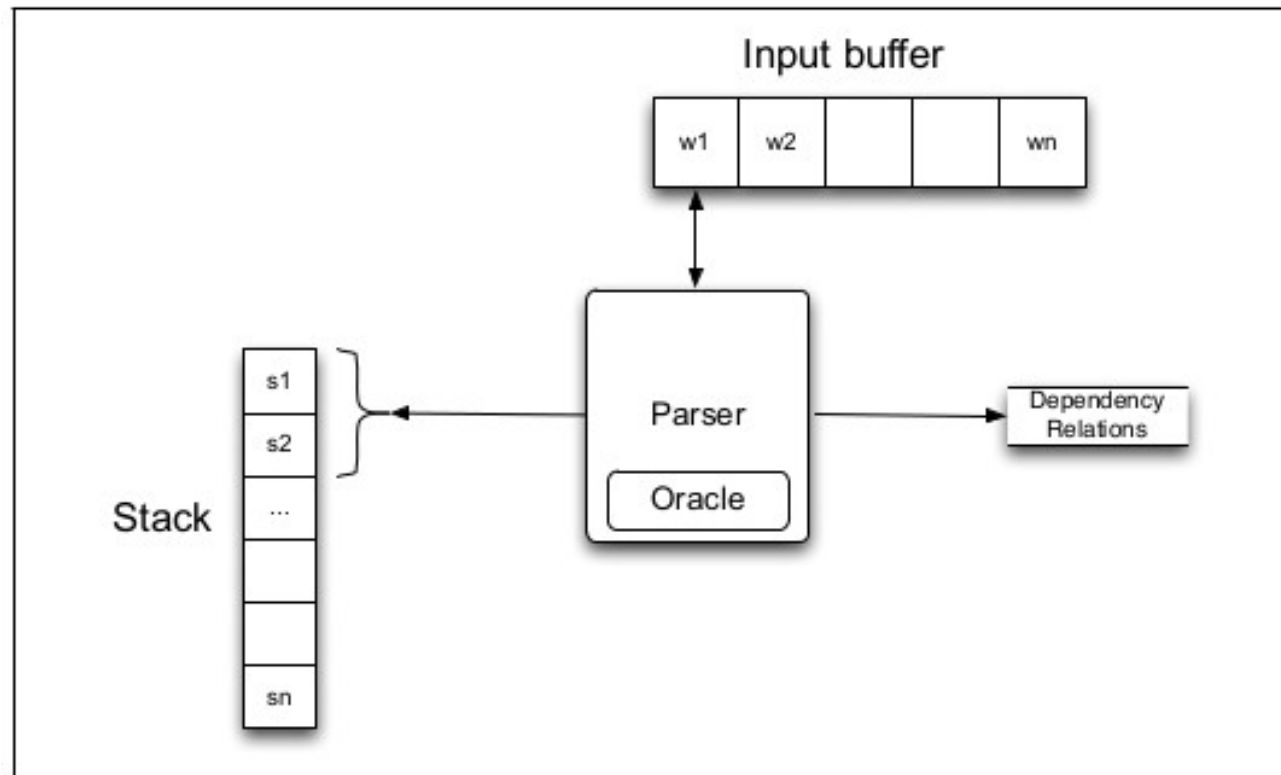 Input buffer
w1 w2 wn
s1
s2
...
sn
Stack
Parser
Oracle
Dependency
Relations